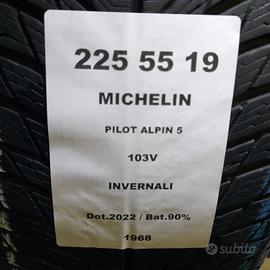 225 55 19
MICHELIN
PILOT ALPIN 5
103V
INVERNALI
Dot.2022 / Bat.90%
1968
subito